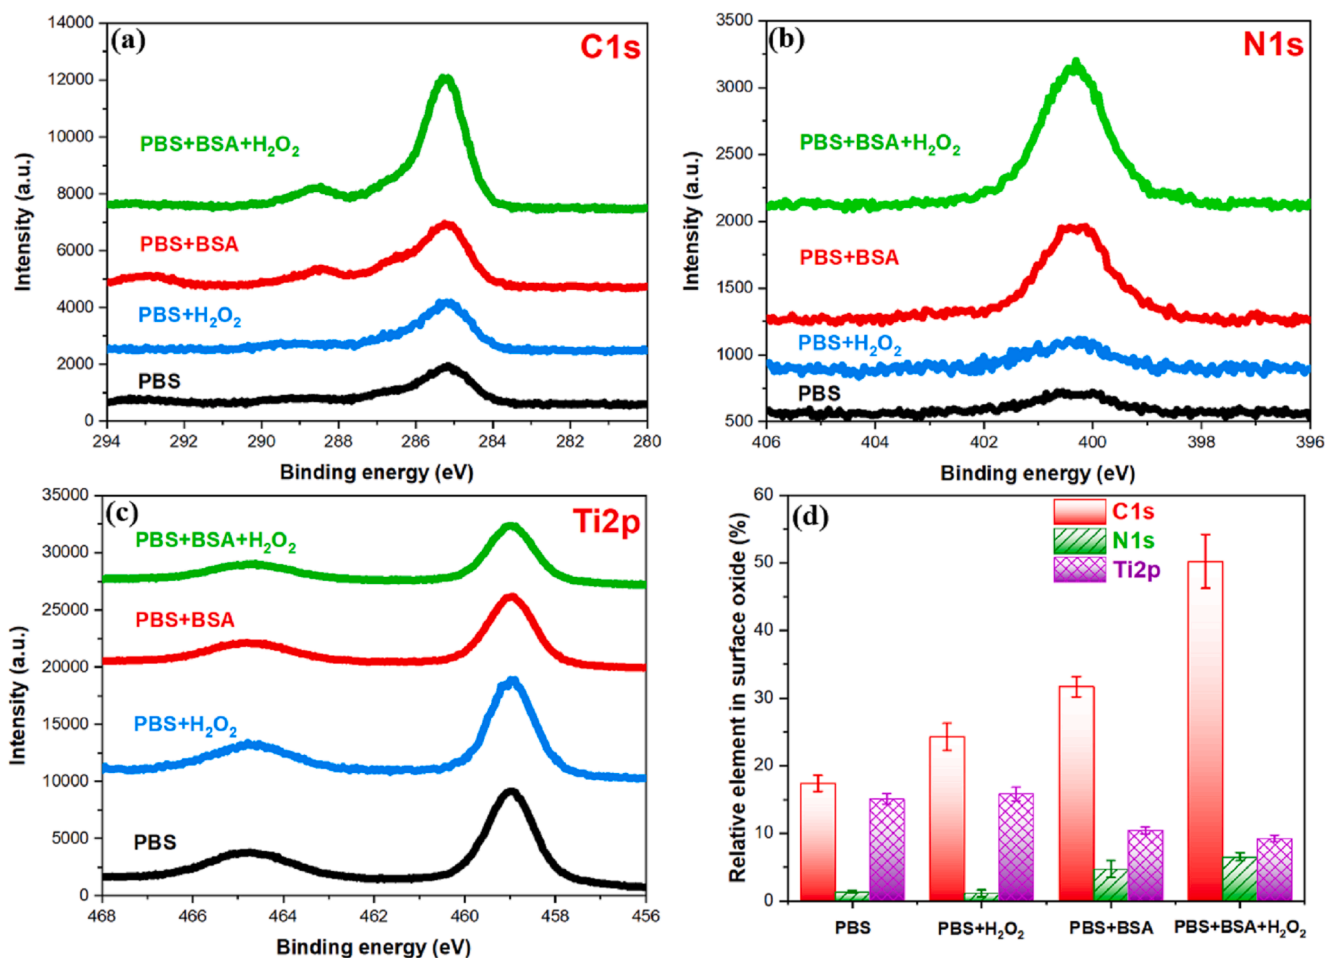 (a)
C1s
14000
12000
10000
8000
6000
4000
2000
0
Intensity (a.u.)
PBS+BSA+H₂O₂
PBS+BSA
PBS+H₂O₂
PBS
294 292 290 288 286 284 282 280
Binding energy (eV)
(b)
N1s
3500
3000
2500
2000
1500
1000
500
Intensity (a.u.)
PBS+BSA+H₂O₂
PBS+BSA
PBS+H₂O₂
PBS
406 404 402 400 398 396
Binding energy (eV)
(c)
Ti2p
35000
30000
25000
20000
15000
10000
5000
0
Intensity (a.u.)
PBS+BSA+H₂O₂
PBS+BSA
PBS+H₂O₂
PBS
468 466 464 462 460 458 456
Binding energy (eV)
(d)
C1s
N1s
Ti2p
60
50
40
30
20
10
0
Relative element in surface oxide (%)
PBS PBS+H₂O₂ PBS+BSA PBS+BSA+H₂O₂